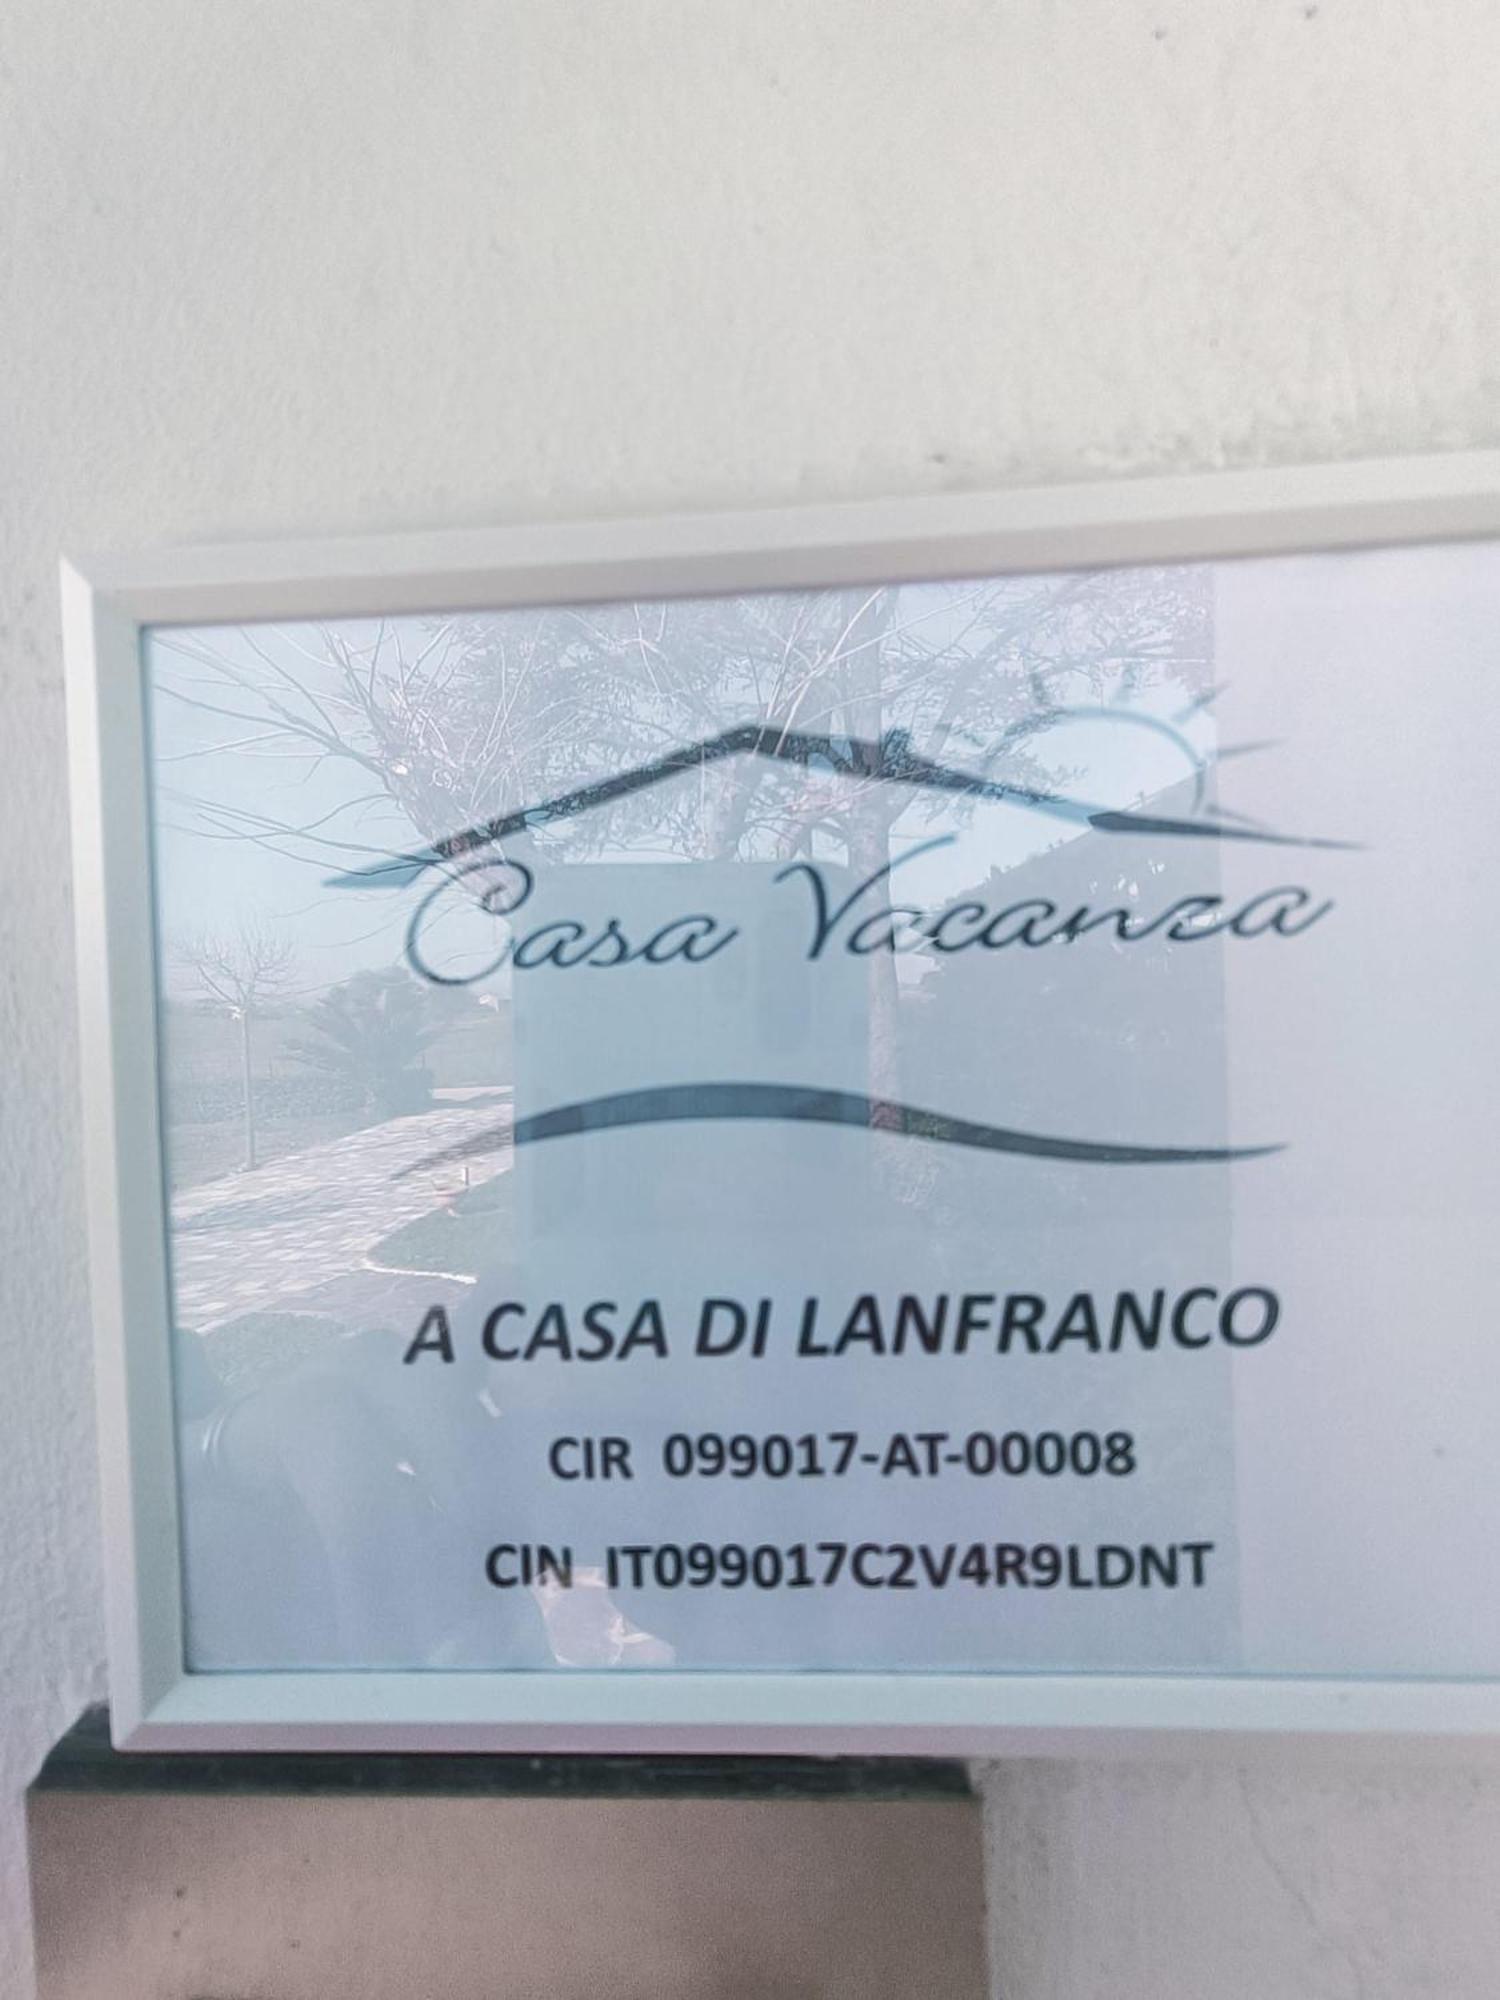 Casa Vacanza
A CASA DI LANFRANCO
CIR 099017-AT-00008
CIN IT099017C2V4R9LDNT